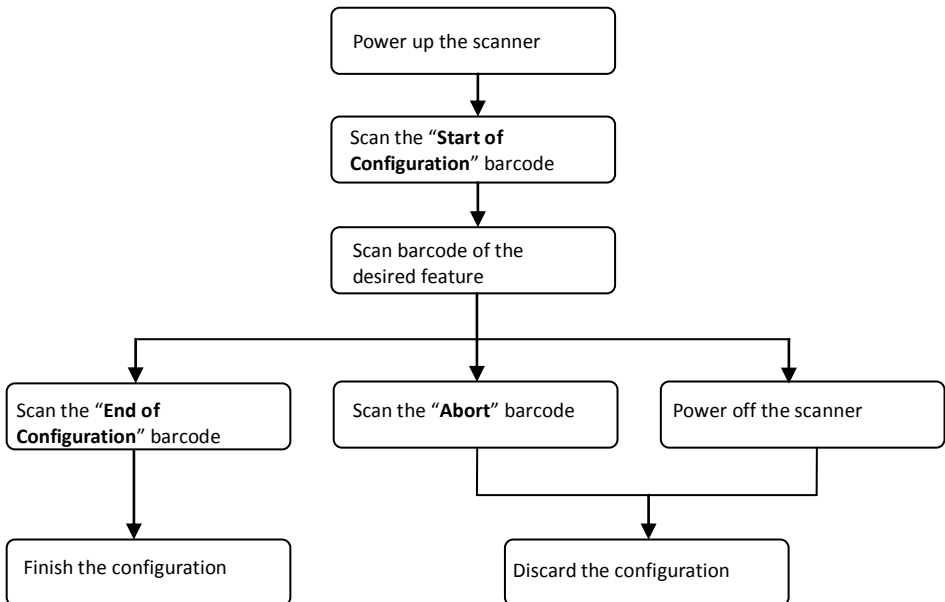 Power up the scanner
Scan the “Start of
Configuration” barcode
Scan barcode of the
desired feature
Scan the “End of
Configuration” barcode
Scan the “Abort” barcode
Power off the scanner
Finish the configuration
Discard the configuration